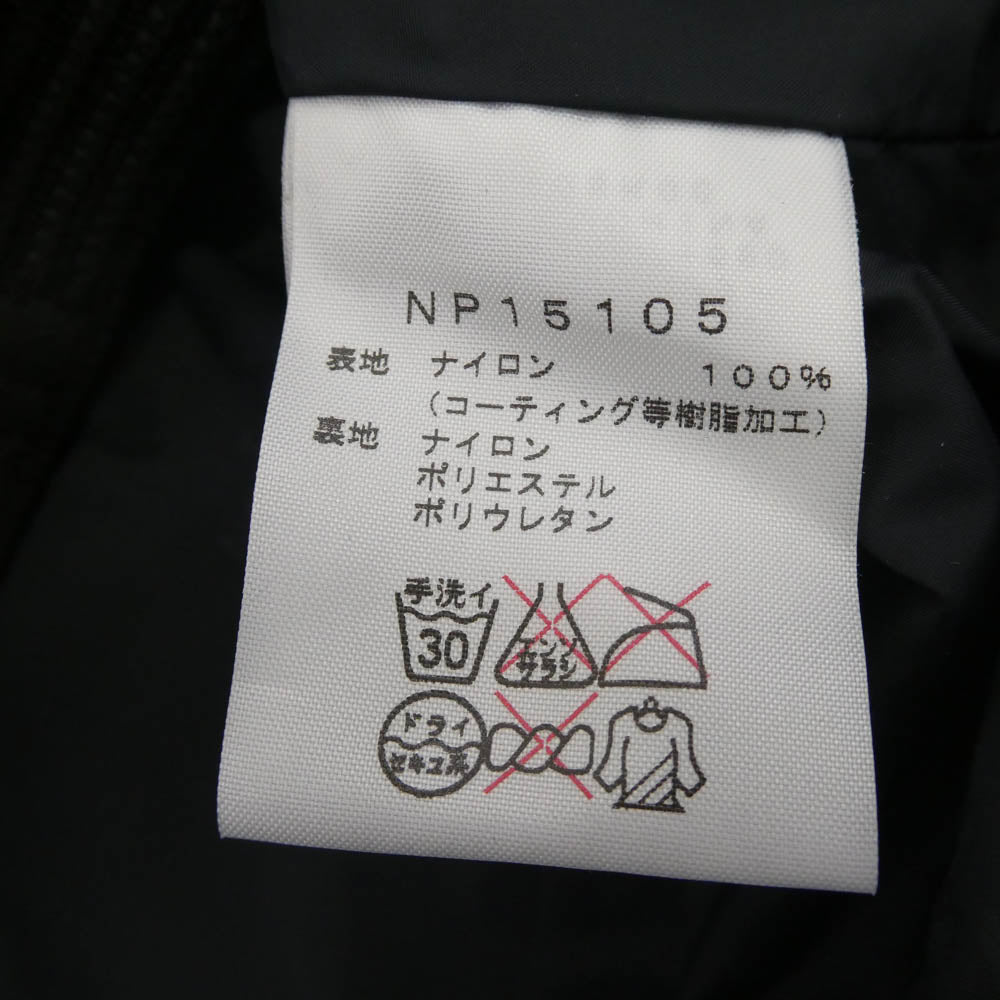 NP15105
表地 ナイロン 100%
(コーティング等樹脂加工)
裏地 ナイロン
ポリエステル
ポリウレタン
手洗イ
30
エンソ
サラシ
ドライ
セキユ系